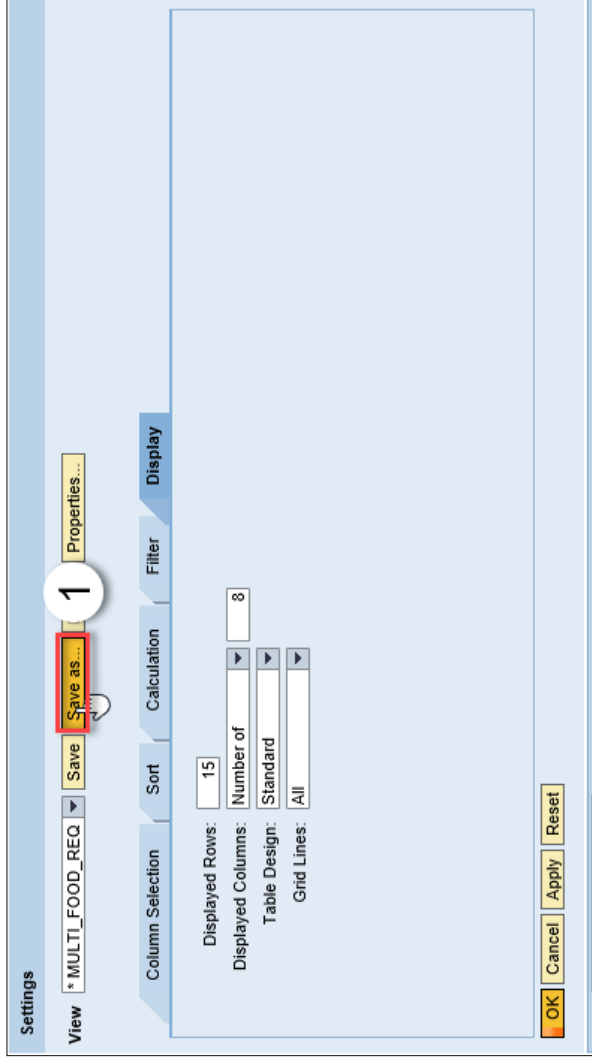 Settings
View * MULTI_FOOD_REQ Save Save as... 1 Properties...
Column Selection Sort Calculation Filter Display
Displayed Rows: 15
Displayed Columns: Number of 8
Table Design: Standard
Grid Lines: All
OK Cancel Apply Reset